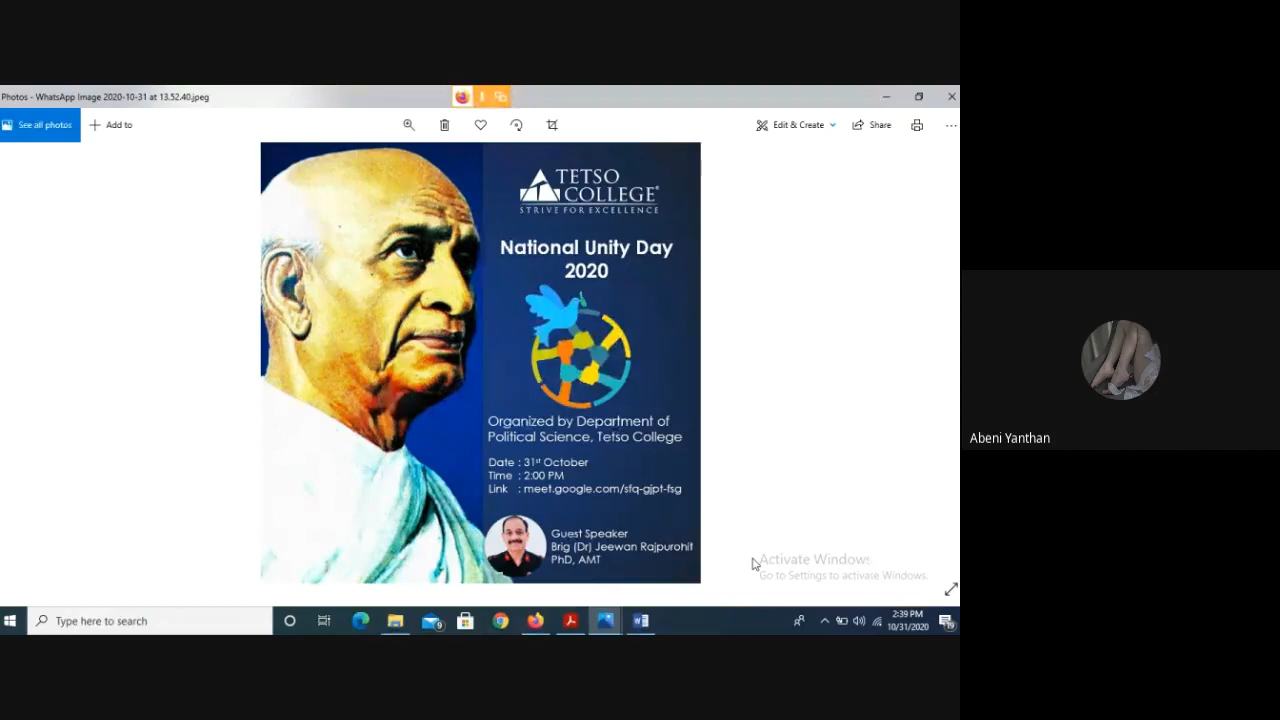 Photos - WhatsApp Image 2020-10-31 at 13.52.40.jpeg
See all photos
Add to
Edit & Create
Share
TETSO
COLLEGE®
STRIVE FOR EXCELLENCE
National Unity Day
2020
Organized by Department of
Political Science, Tetso College
Date : 31st October
Time : 2:00 PM
Link : meet.google.com/sfq-gjpt-fsg
Guest Speaker
Brig (Dr) Jeewan Rajpurohit
PhD, AMT
Activate Windows
Go to Settings to activate Windows.
Abeni Yanthan
Type here to search
9
2:39 PM
10/31/2020
19